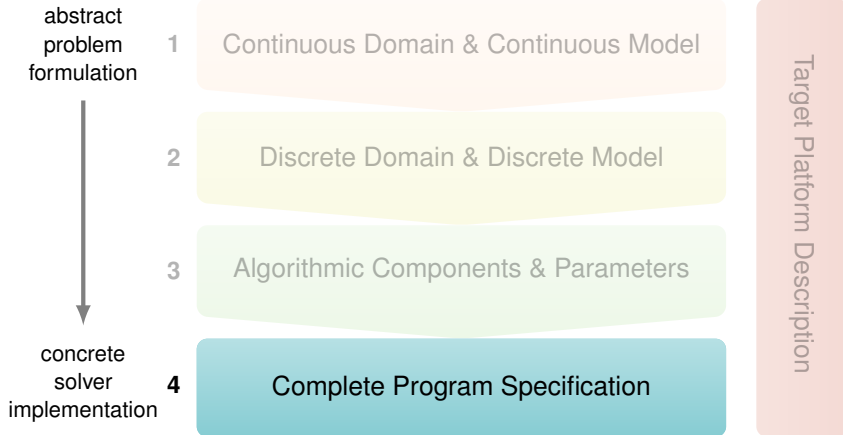 abstract
problem
formulation
1 Continuous Domain & Continuous Model
2 Discrete Domain & Discrete Model
3 Algorithmic Components & Parameters
concrete
solver
implementation
4 Complete Program Specification
Target Platform Description